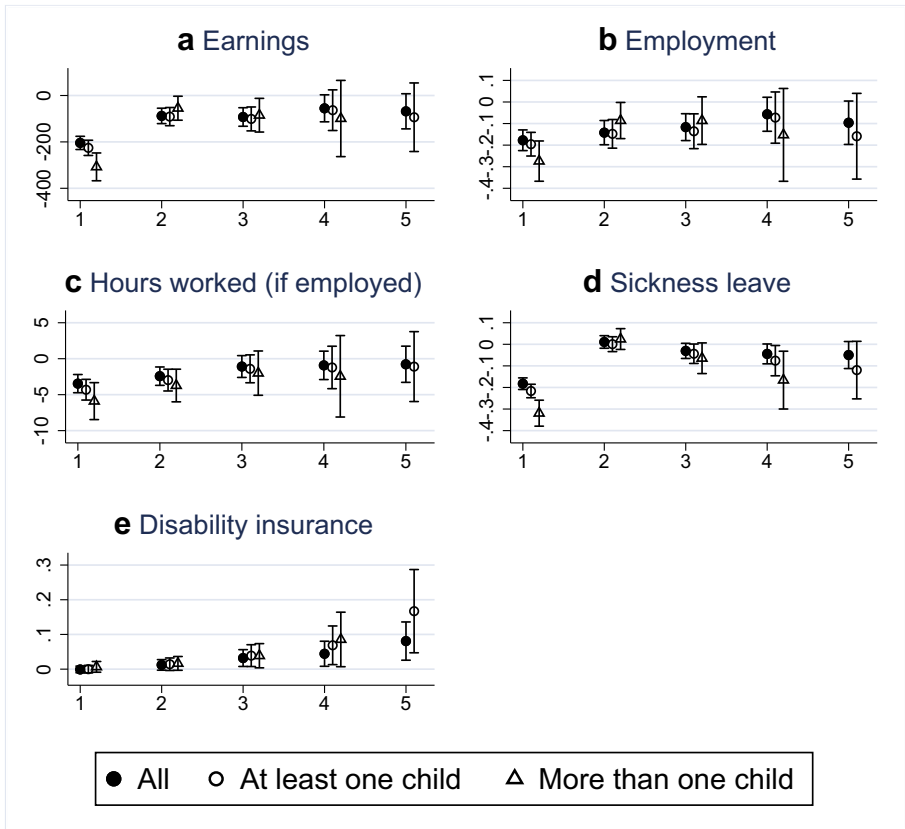 a Earnings
0
-200
-400
1 2 3 4 5
b Employment
.1
0
-.1
-.2
-.3
-.4
1 2 3 4 5
c Hours worked (if employed)
5
0
-5
-10
1 2 3 4 5
d Sickness leave
.1
0
-.1
-.2
-.3
-.4
1 2 3 4 5
e Disability insurance
.3
.2
.1
0
1 2 3 4 5
All At least one child More than one child